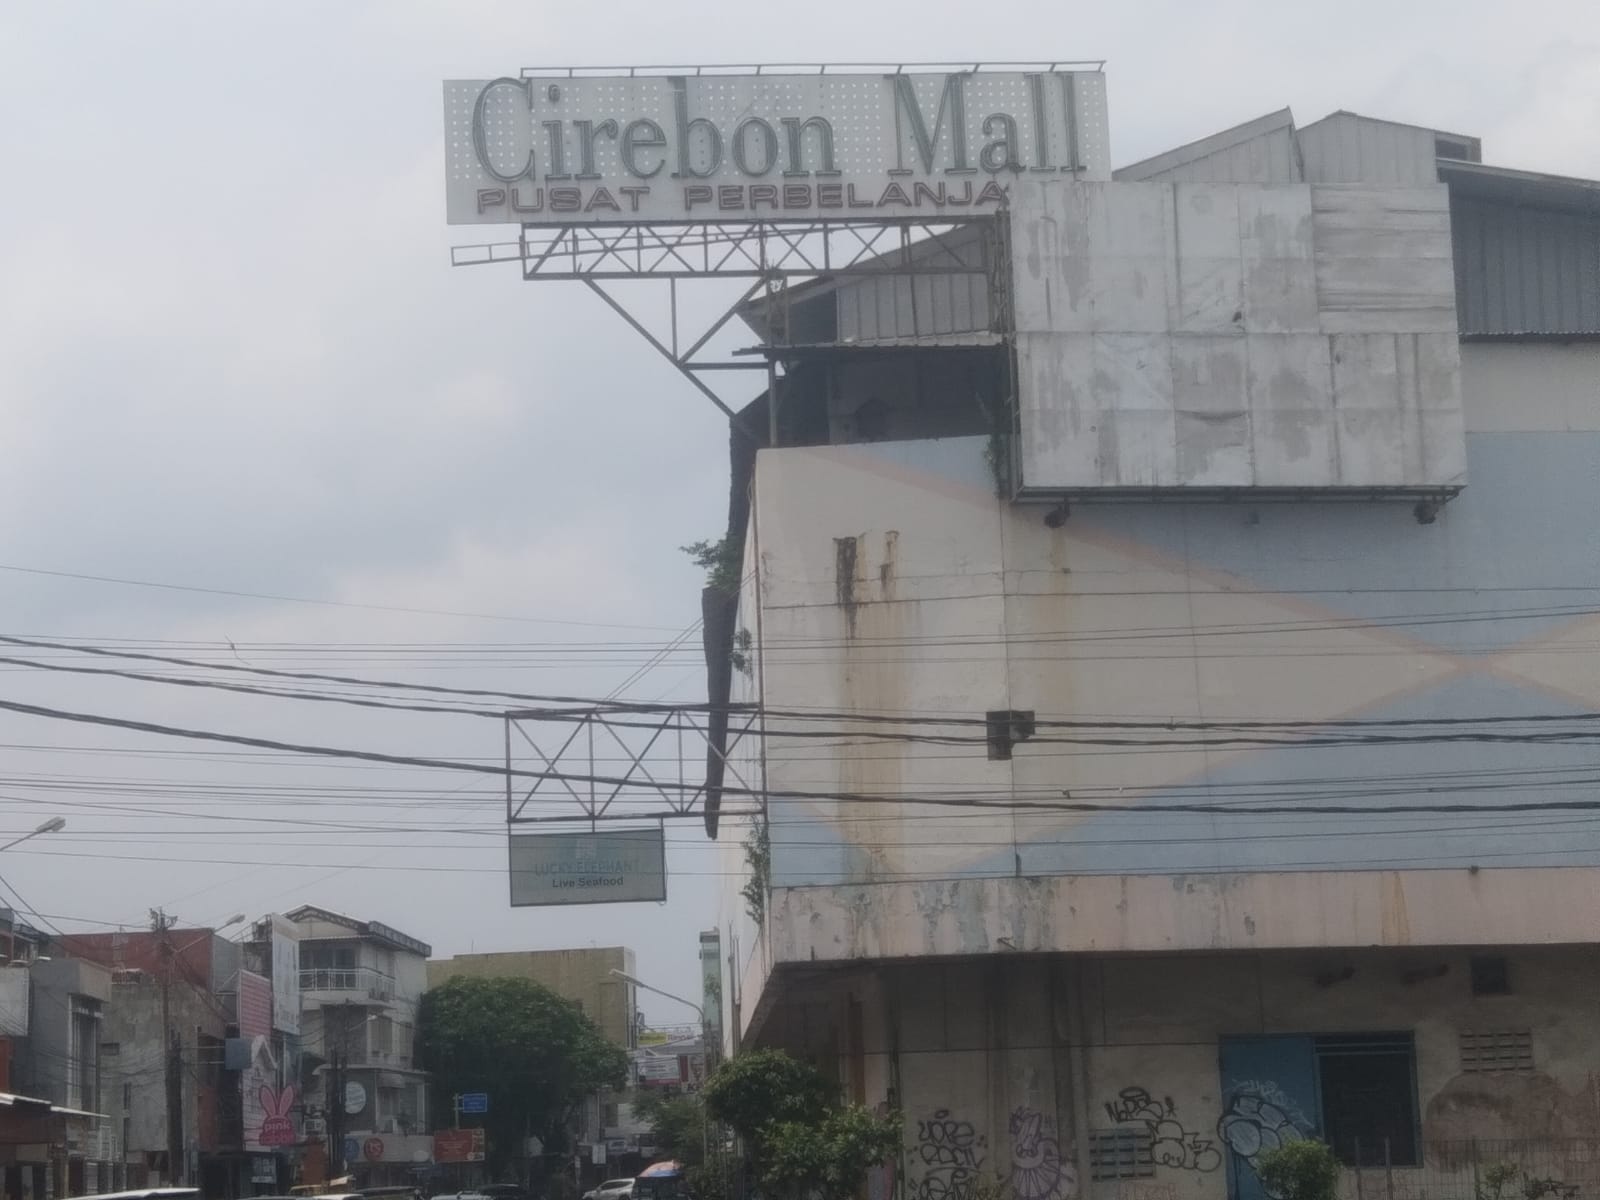 Cirebon Mall
PUSAT PERBELANJA
LUCKY ELEPHANT
Live Seafood
pink